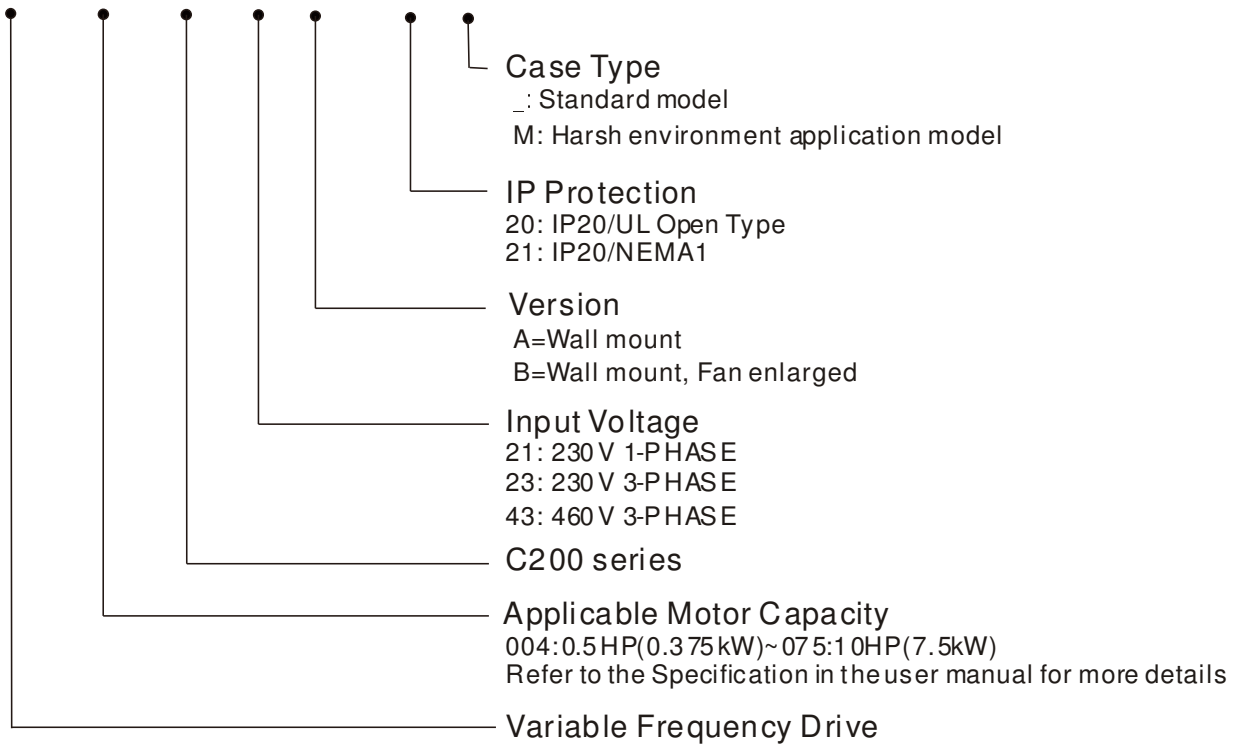 Case Type
_: Standard model
M: Harsh environment application model
IP Protection
20: IP20/UL Open Type
21: IP20/NEMA1
Version
A=Wall mount
B=Wall mount, Fan enlarged
Input Voltage
21: 230V 1-PHASE
23: 230V 3-PHASE
43: 460V 3-PHASE
C200 series
Applicable Motor Capacity
004:0.5HP(0.375kW)~075:10HP(7.5kW)
Refer to the Specification in the user manual for more details
Variable Frequency Drive